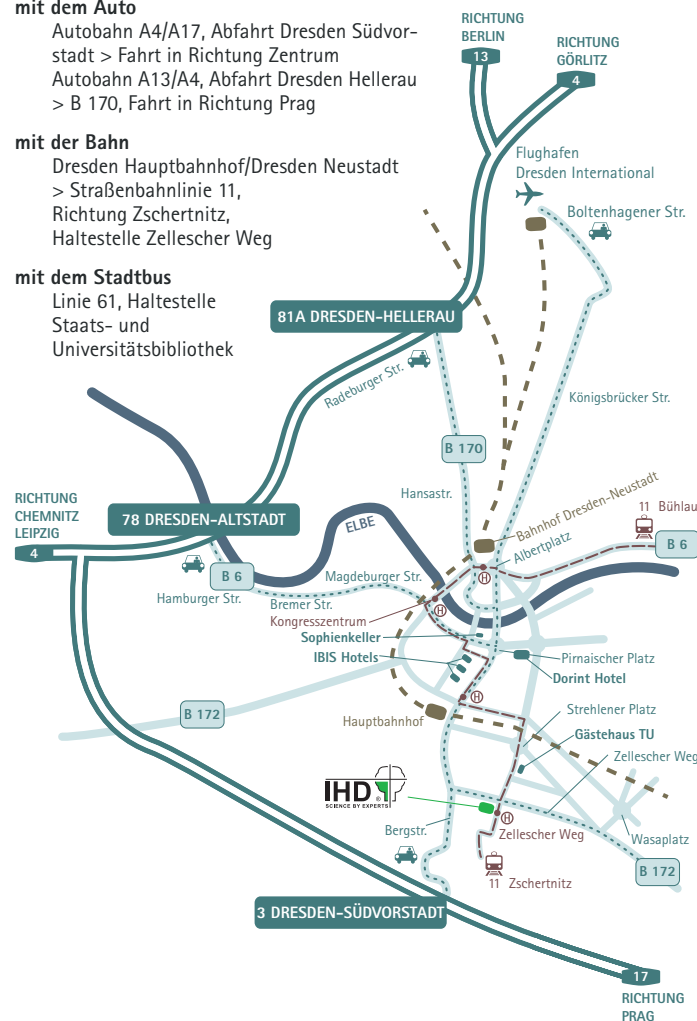 mit dem Auto
Autobahn A4/A17, Abfahrt Dresden Südvor-
stadt > Fahrt in Richtung Zentrum
Autobahn A13/A4, Abfahrt Dresden Hellerau
> B 170, Fahrt in Richtung Prag
mit der Bahn
Dresden Hauptbahnhof/Dresden Neustadt
> Straßenbahnlinie 11,
Richtung Zschertnitz,
Haltestelle Zellescher Weg
mit dem Stadtbus
Linie 61, Haltestelle
Staats- und
Universitätsbibliothek
RICHTUNG
BERLIN
13
RICHTUNG
GÖRLITZ
4
Flughafen
Dresden International
Boltenhagener Str.
81A DRESDEN-HELLERAU
Radeburger Str.
Königsbrücker Str.
B 170
Hansastr.
RICHTUNG
CHEMNITZ
LEIPZIG
4
78 DRESDEN-ALTSTADT
ELBE
Bahnhof Dresden-Neustadt
Albertplatz
11 Bühlau
B 6
B 6
Hamburger Str.
Magdeburger Str.
Bremer Str.
H
Kongresszentrum
H
Sophienkeller
IBIS Hotels
Pirnaischer Platz
Dorint Hotel
H
B 172
Hauptbahnhof
Strehlener Platz
Gästehaus TU
Zellescher Weg
IHD ®
SCIENCE BY EXPERTS
H
Bergstr.
Zellescher Weg
Wasaplatz
B 172
11 Zschertnitz
3 DRESDEN-SÜDVORSTADT
17
RICHTUNG
PRAG